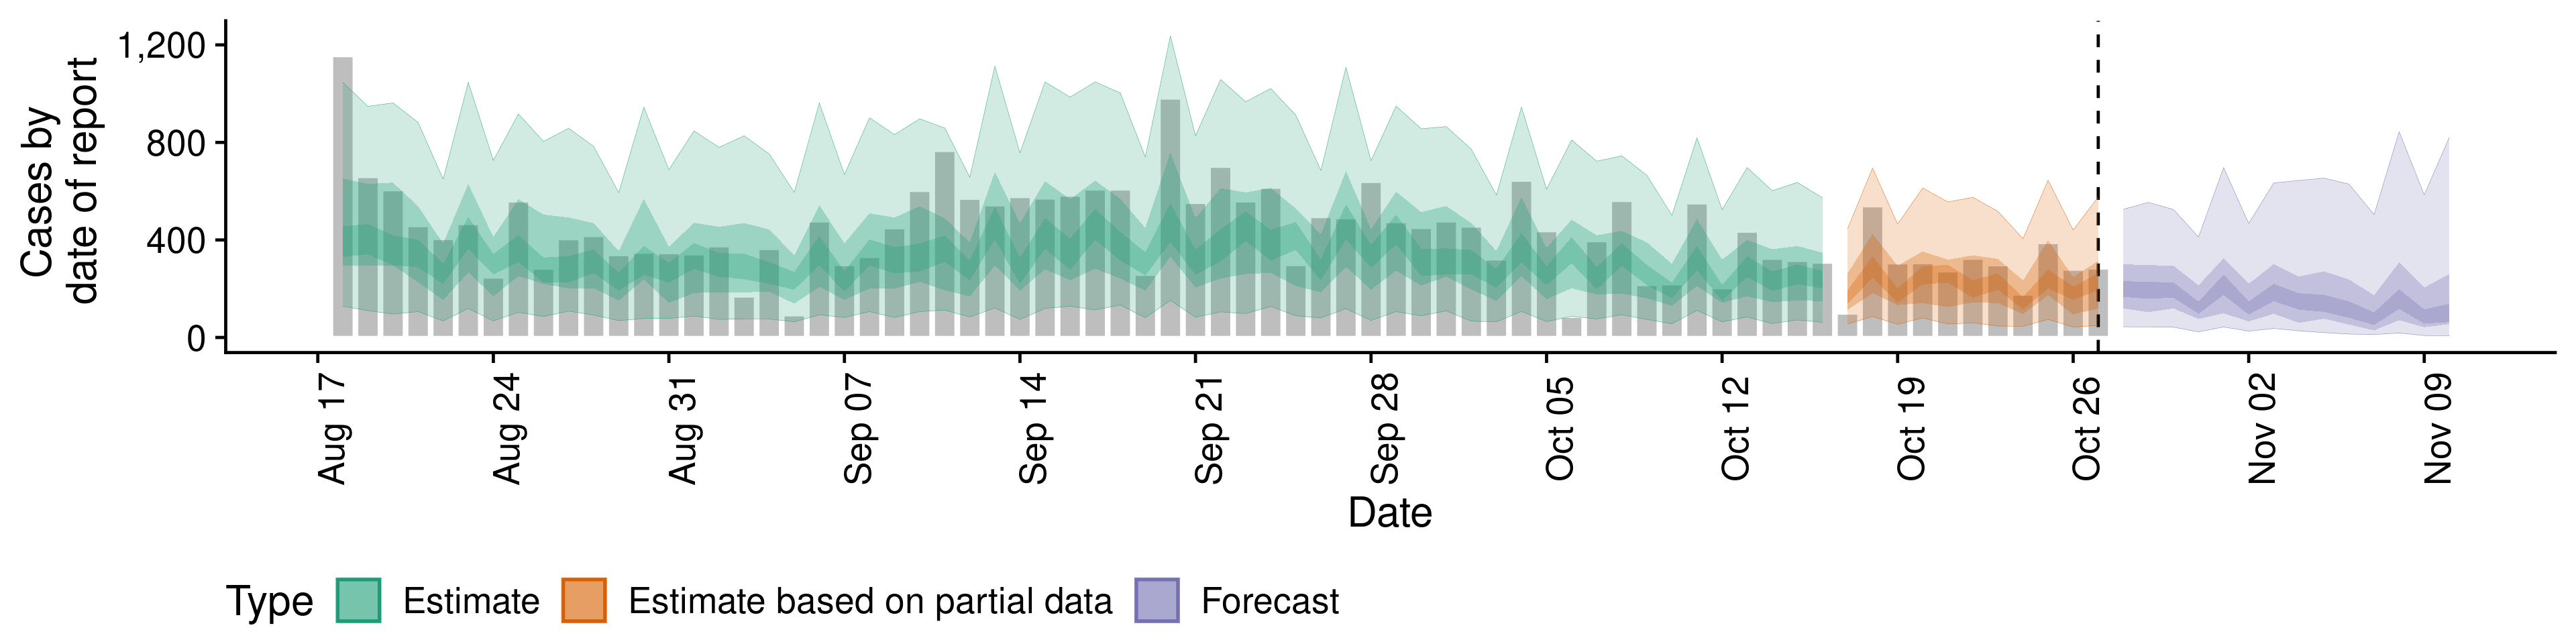 Cases by
date of report
1,200
800
400
0
Aug 17
Aug 24
Aug 31
Sep 07
Sep 14
Sep 21
Sep 28
Oct 05
Oct 12
Oct 19
Oct 26
Nov 02
Nov 09
Date
Type
Estimate
Estimate based on partial data
Forecast